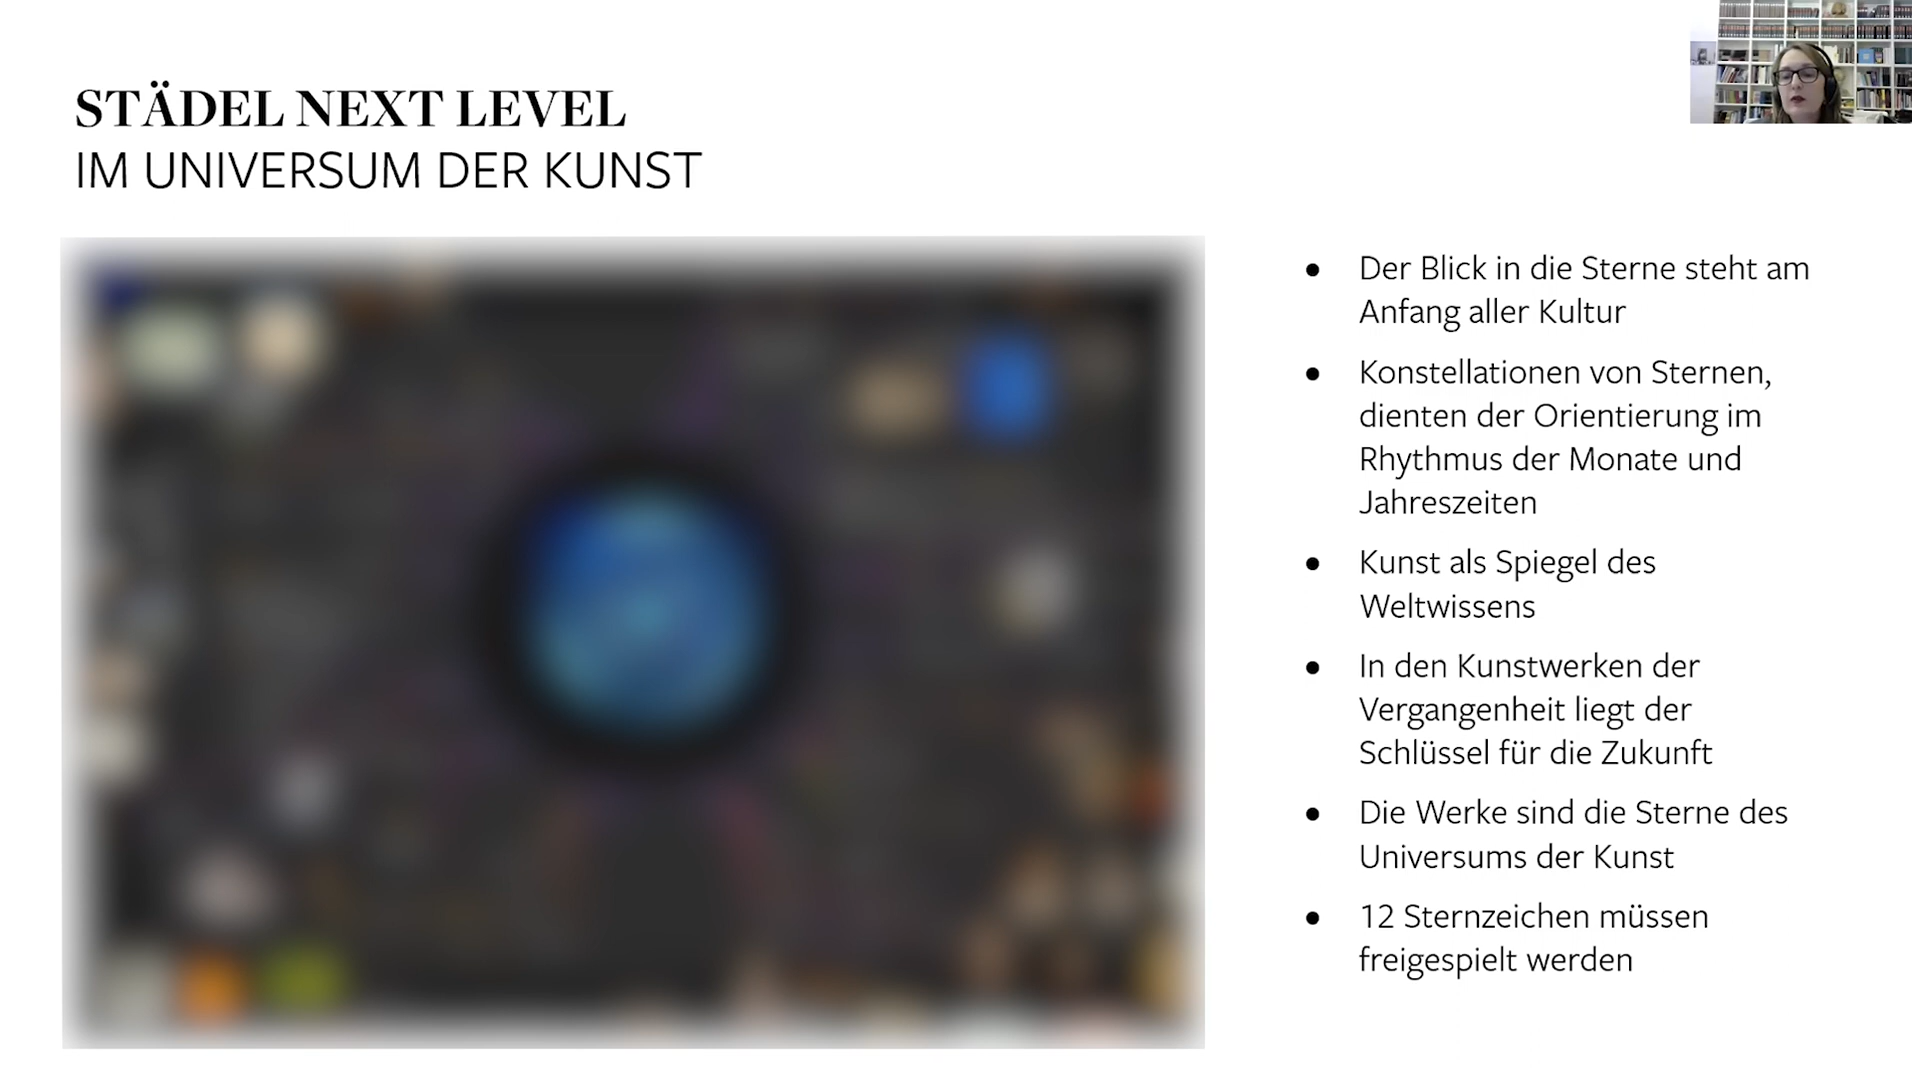 STÄDEL NEXT LEVEL
IM UNIVERSUM DER KUNST
● Der Blick in die Sterne steht am
Anfang aller Kultur
● Konstellationen von Sternen,
dienten der Orientierung im
Rhythmus der Monate und
Jahreszeiten
● Kunst als Spiegel des
Weltwissens
● In den Kunstwerken der
Vergangenheit liegt der
Schlüssel für die Zukunft
● Die Werke sind die Sterne des
Universums der Kunst
● 12 Sternzeichen müssen
freigespielt werden